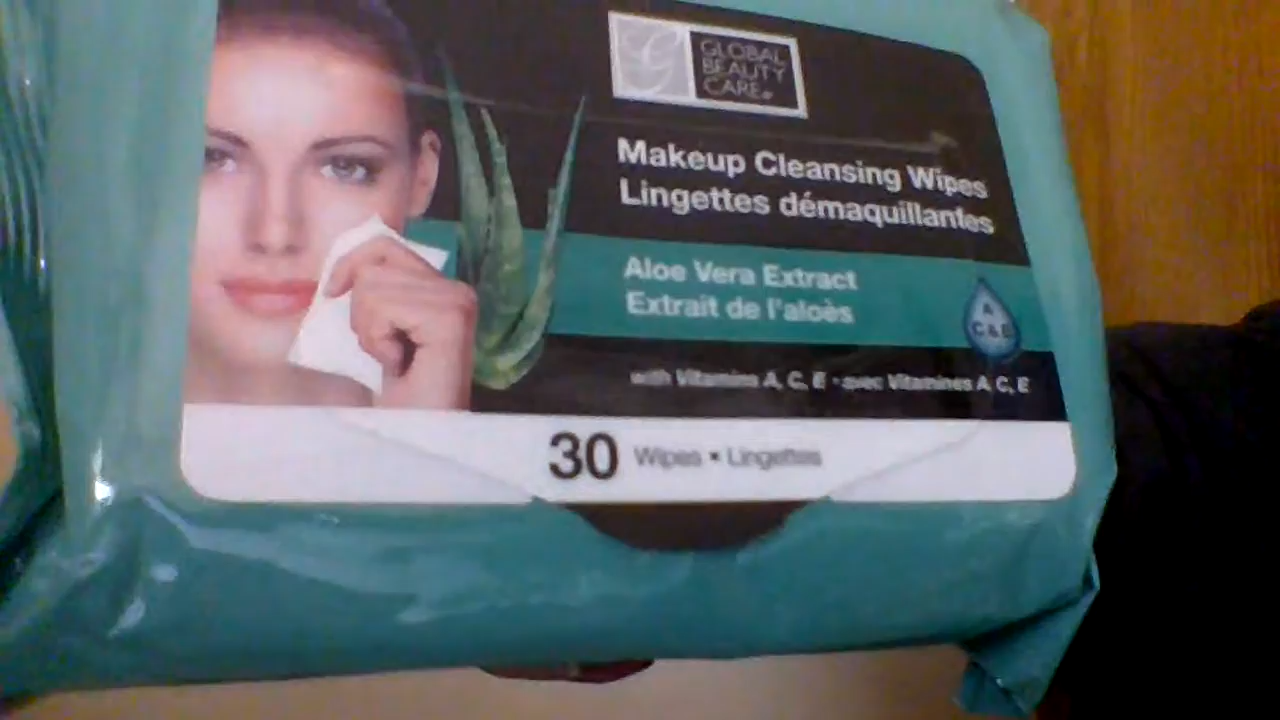 G
GLOBAL
BEAUTY
CARE®
Makeup Cleansing Wipes
Lingettes démaquillantes
Aloe Vera Extract
Extrait de l'aloès
A
C & E
with Vitamins A, C, E • avec Vitamines A, C, E
30 Wipes • Lingettes